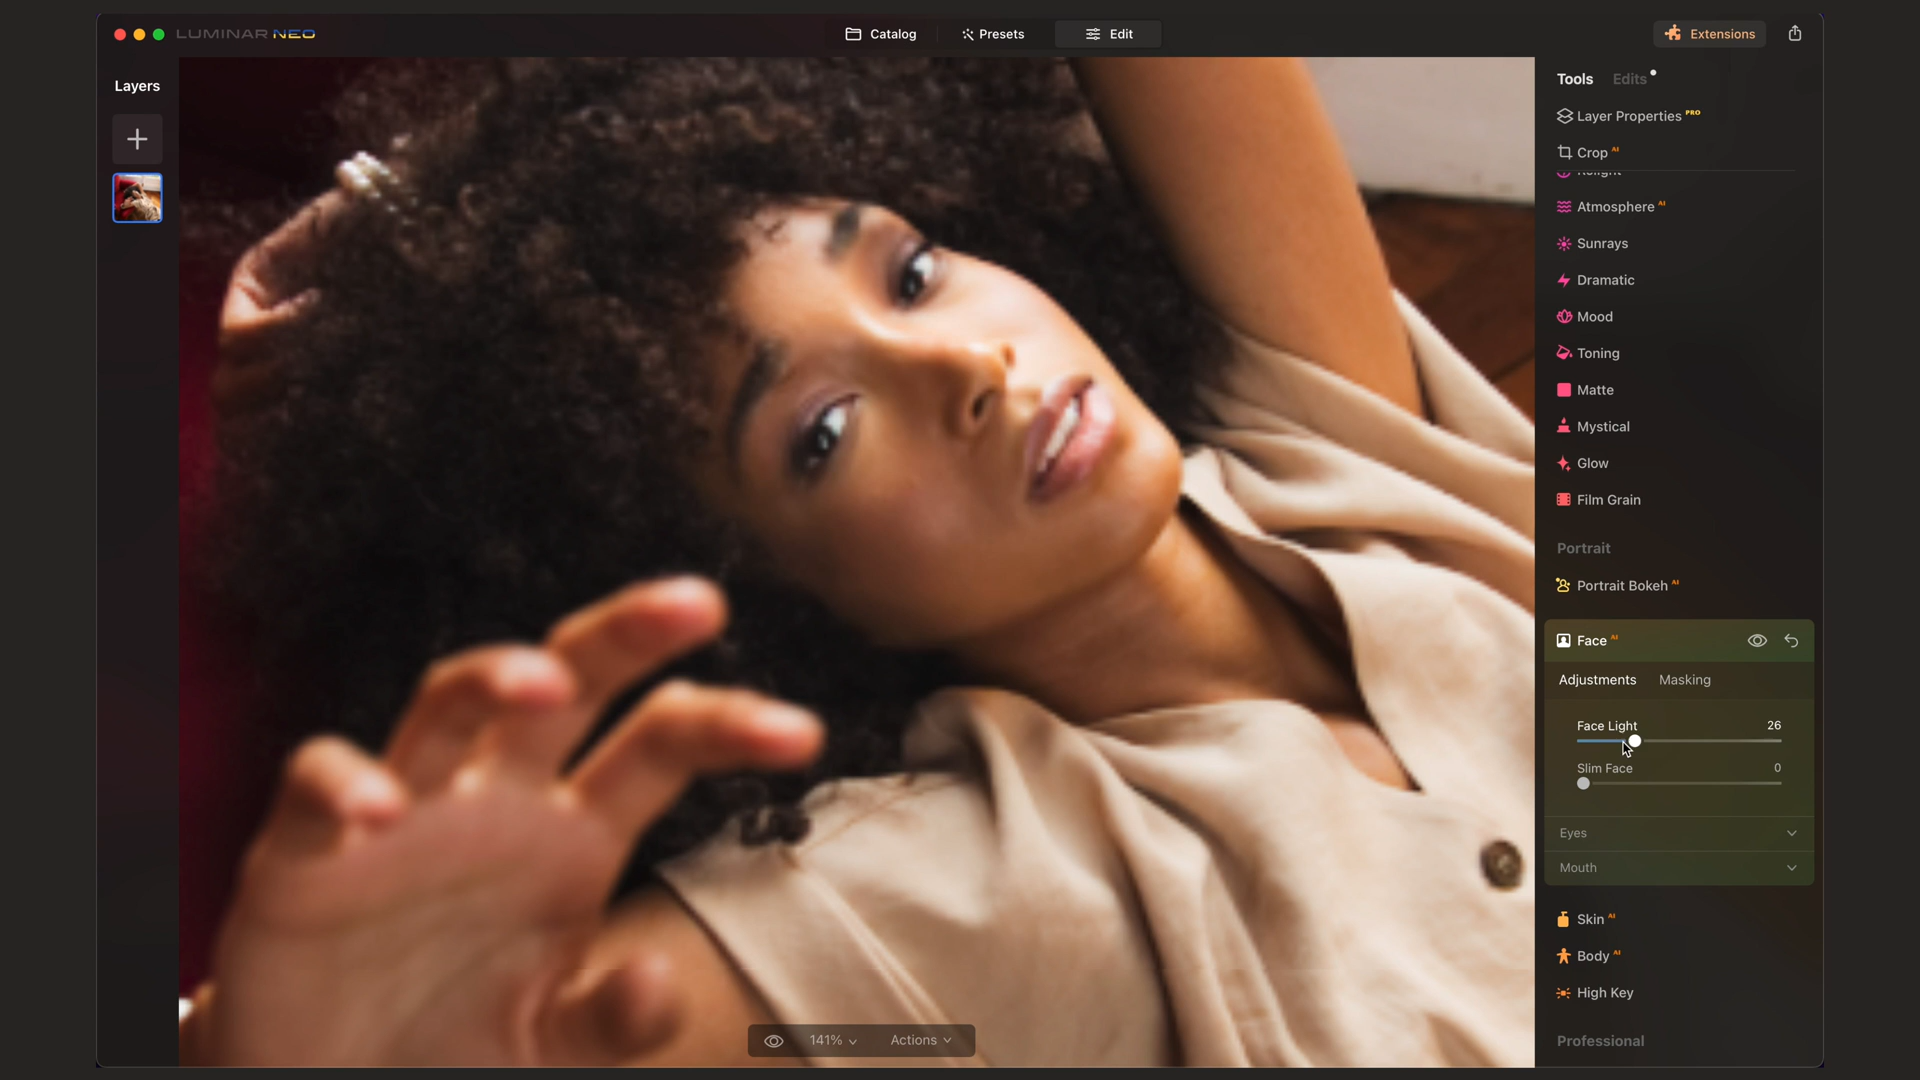 LUMINAR NEO
Catalog
Presets
Edit
Extensions
Layers
Tools
Edits
Layer Properties PRO
Crop AI
Relight
Atmosphere AI
Sunrays
Dramatic
Mood
Toning
Matte
Mystical
Glow
Film Grain
Portrait
Portrait Bokeh AI
Face AI
Adjustments
Masking
Face Light
26
Slim Face
0
Eyes
Mouth
Skin AI
Body AI
High Key
Professional
141%
Actions